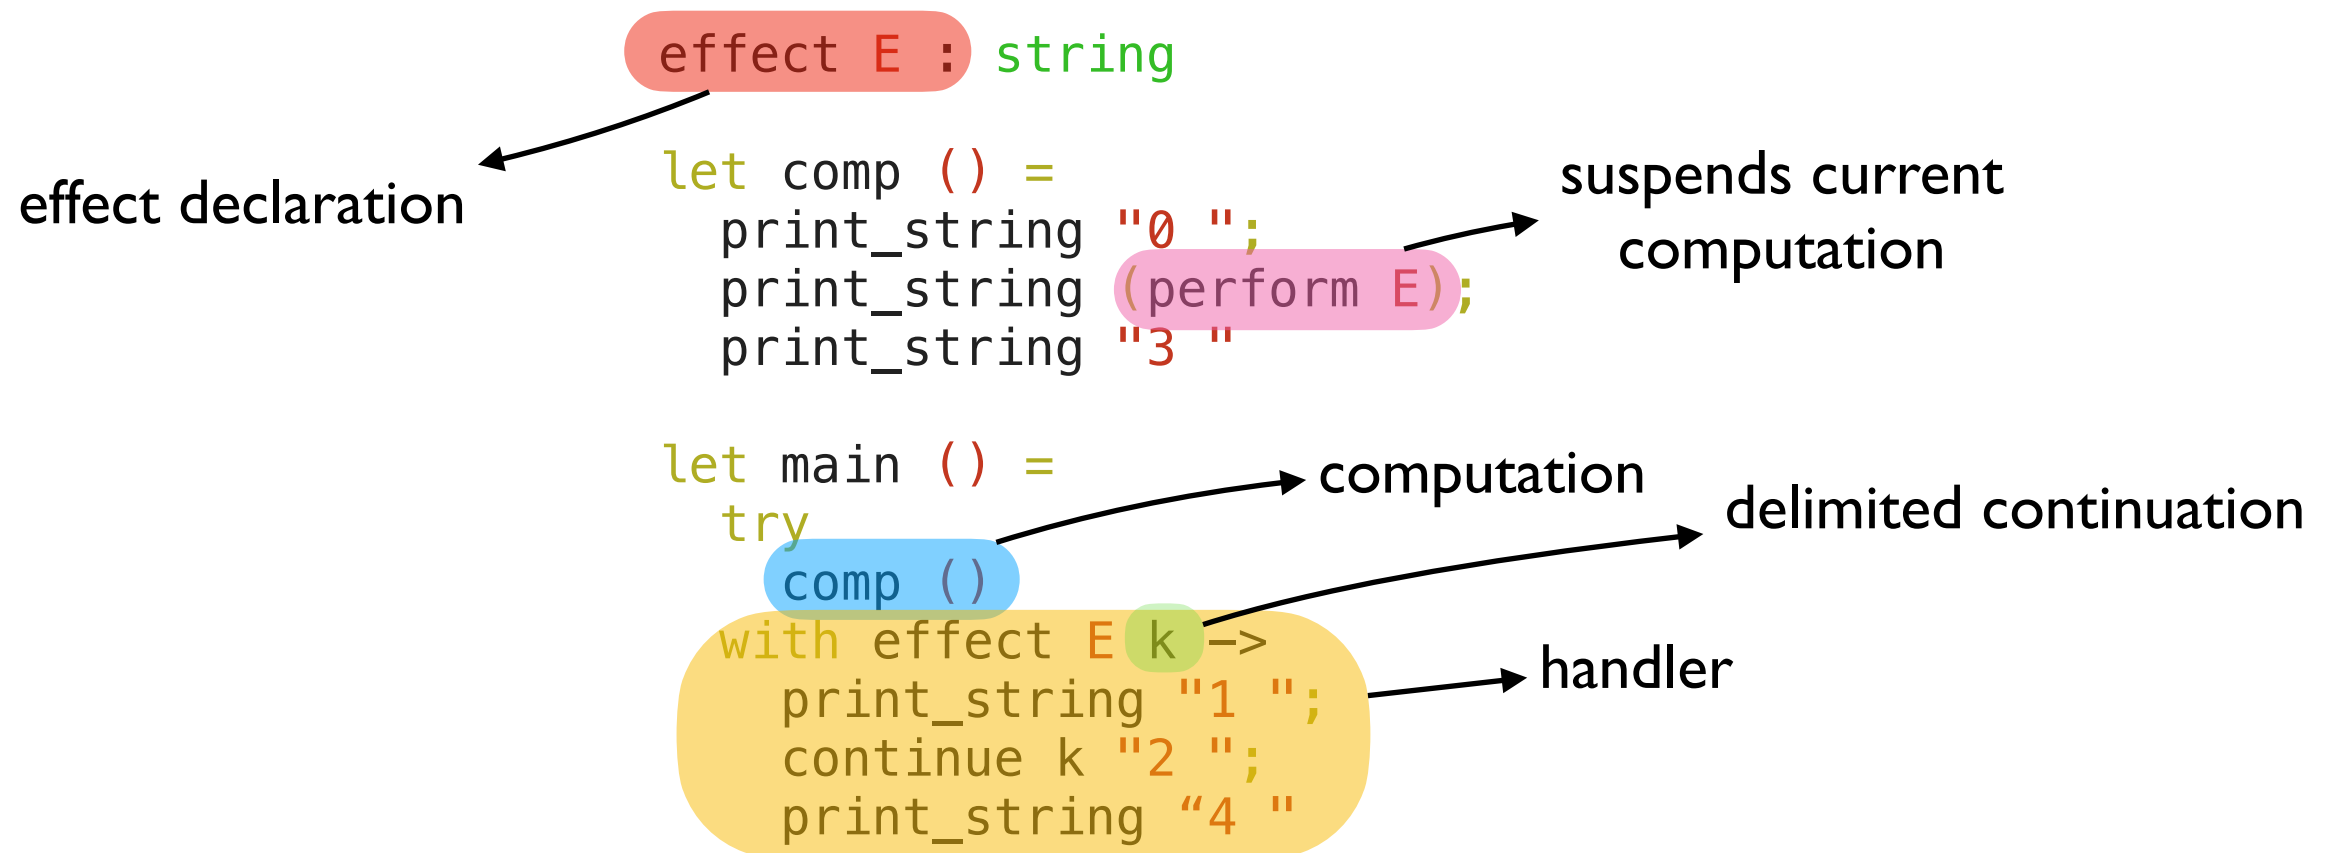 effect E : string
effect declaration
let comp () =
  print_string "0 ";
  print_string (perform E);
  print_string "3 "
suspends current
computation
let main () =
  try
    comp ()
  with effect E k ->
    print_string "1 ";
    continue k "2 ";
    print_string “4 "
computation
delimited continuation
handler